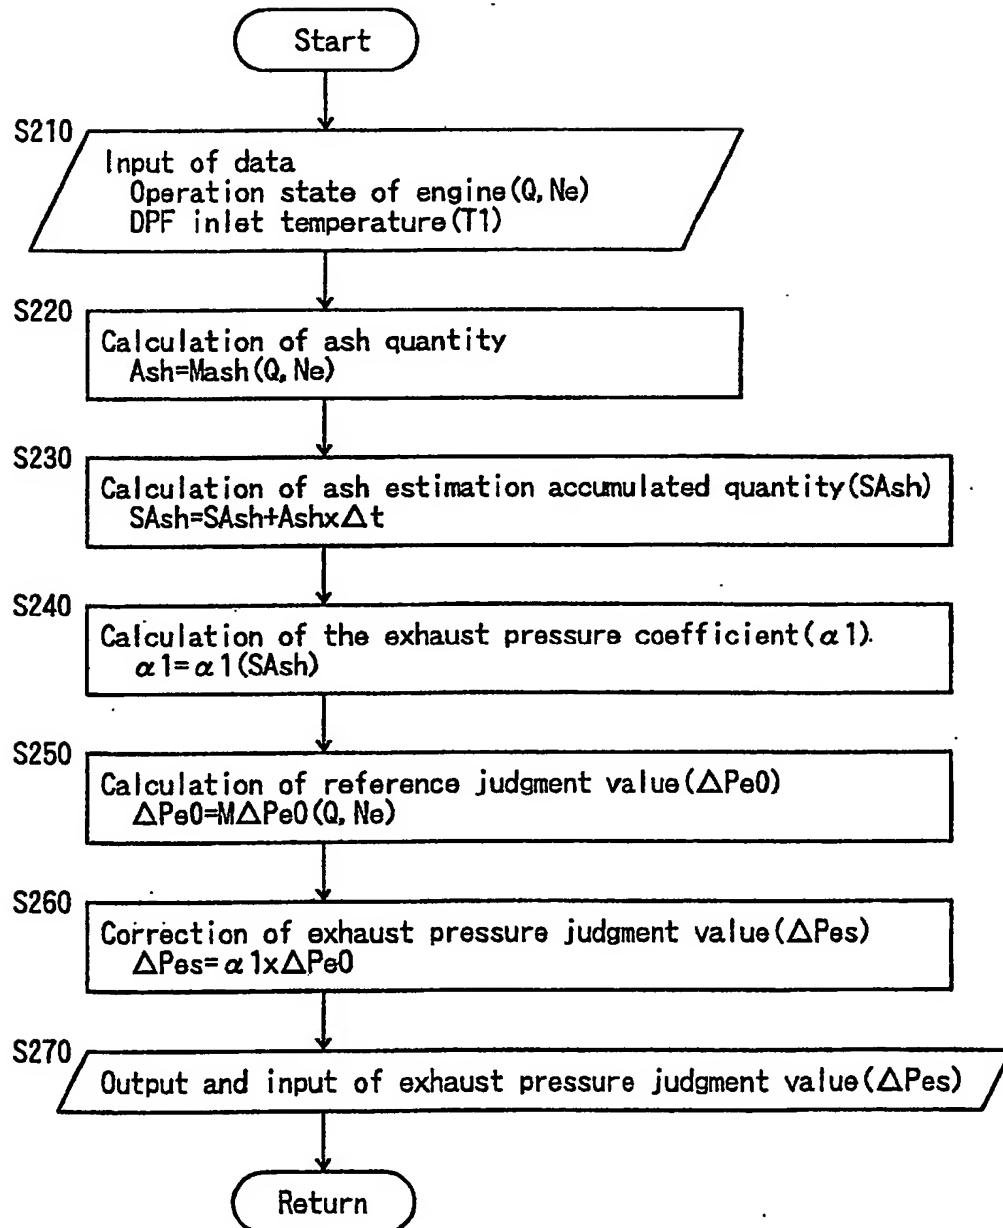 Start
S210
Input of data
Operation state of engine(Q,Ne)
DPF inlet temperature(T1)
S220
Calculation of ash quantity
Ash=Mash(Q,Ne)
S230
Calculation of ash estimation accumulated quantity(SAsh)
SAsh=SAsh+Ashx△t
S240
Calculation of the exhaust pressure coefficient(α1).
α1=α1(SAsh)
S250
Calculation of reference judgment value(△Pe0)
△Pe0=M△Pe0(Q,Ne)
S260
Correction of exhaust pressure judgment value(△Pes)
△Pes=α1x△Pe0
S270
Output and input of exhaust pressure judgment value(△Pes)
Return